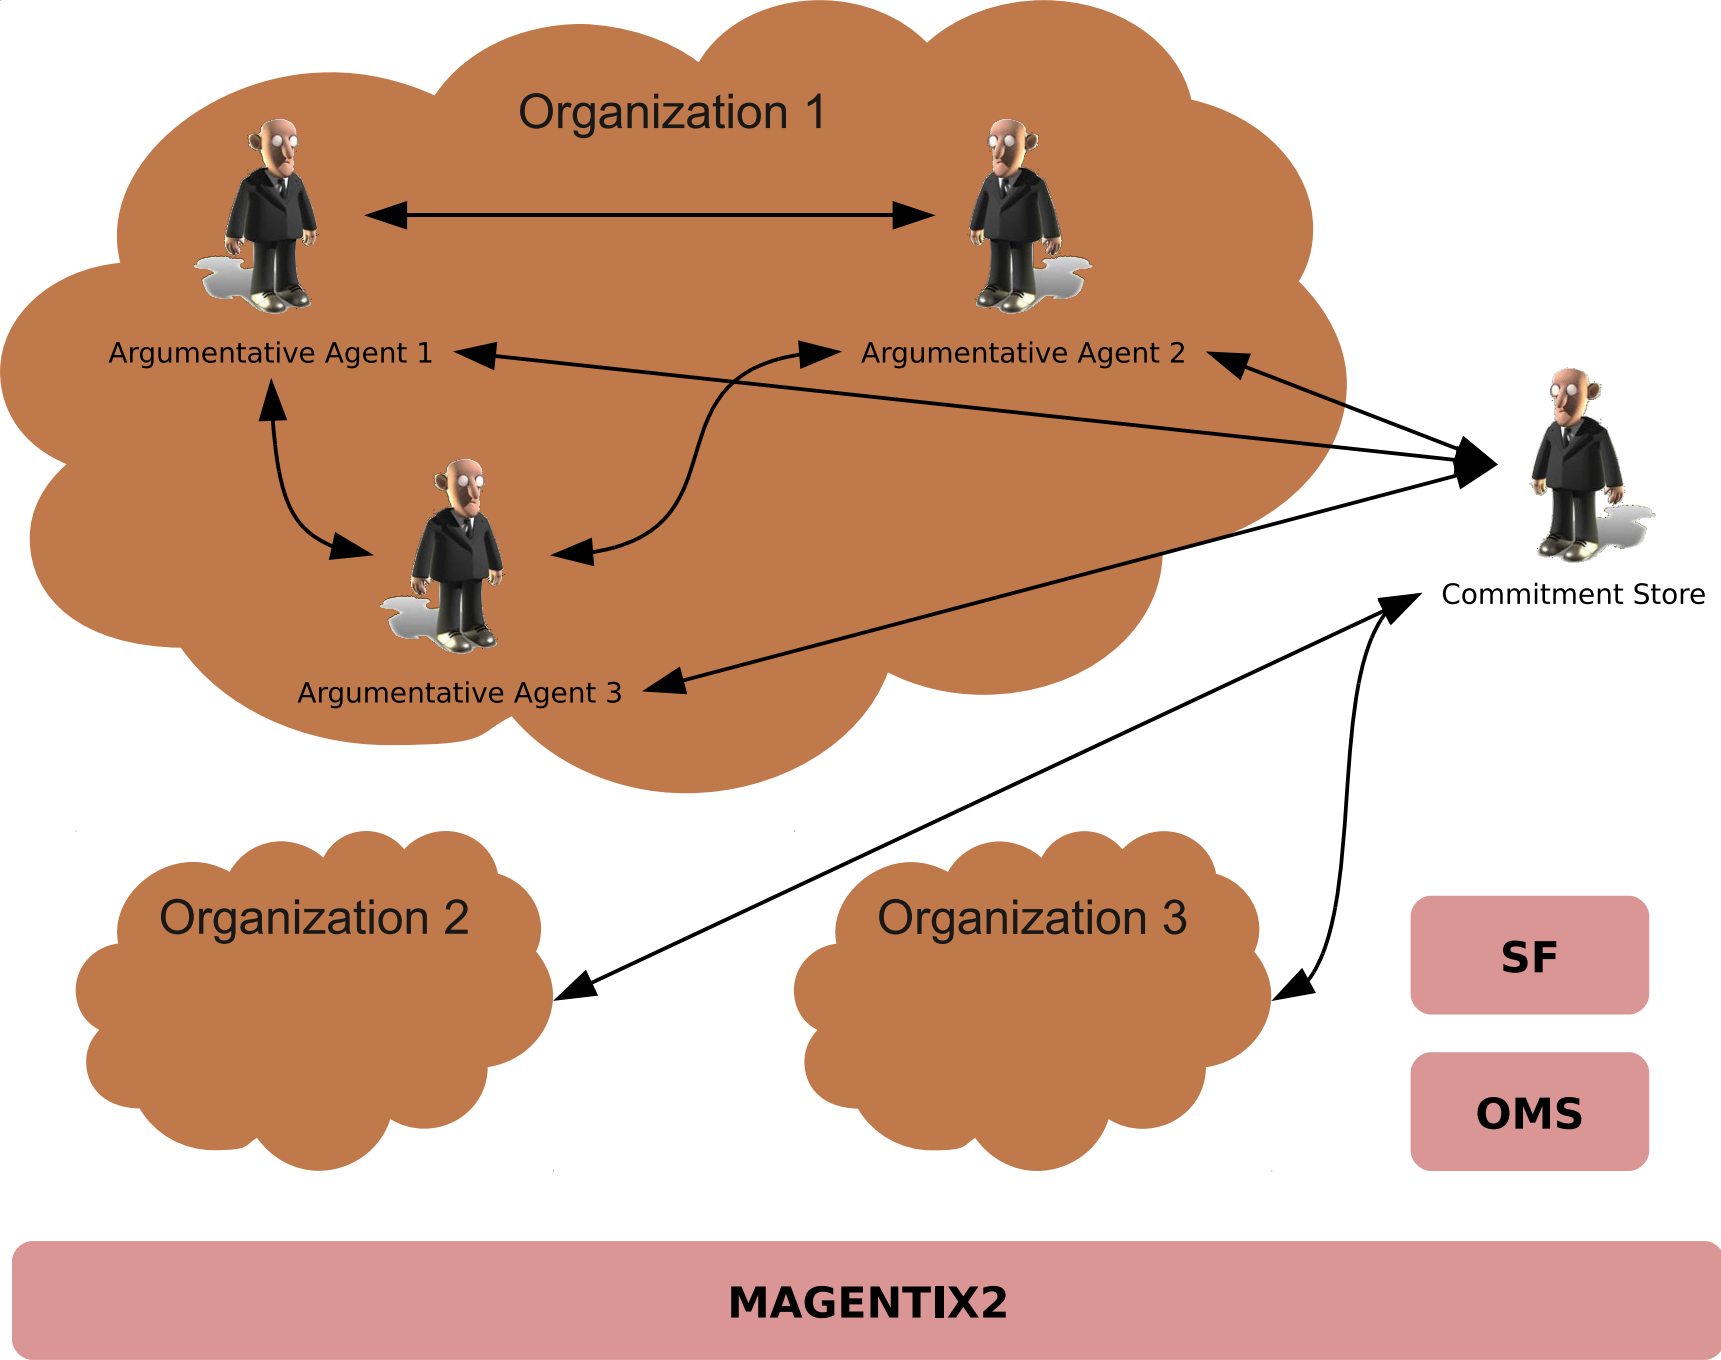 Organization 1
Argumentative Agent 1
Argumentative Agent 2
Commitment Store
Argumentative Agent 3
Organization 2
Organization 3
SF
OMS
MAGENTIX2